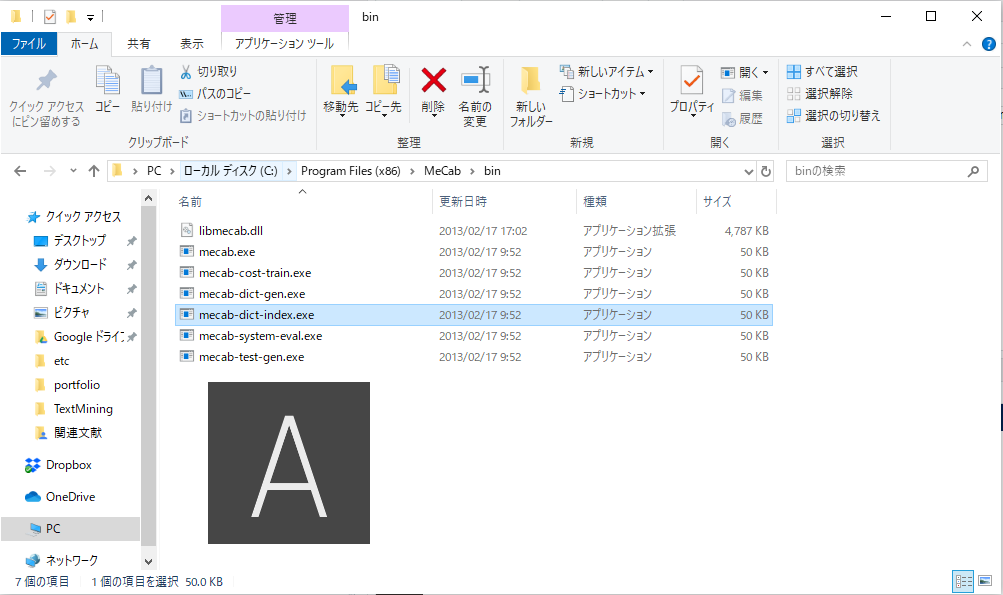 管理
bin
ファイル
ホーム
共有
表示
アプリケーション ツール
クイック アクセス
にピン留めする
コピー
貼り付け
切り取り
パスのコピー
ショートカットの貼り付け
クリップボード
移動先
コピー先
削除
名前の
変更
整理
新しい
フォルダー
新しいアイテム
ショートカット
新規
プロパティ
開く
編集
履歴
開く
すべて選択
選択解除
選択の切り替え
選択
PC > ローカル ディスク (C:) > Program Files (x86) > MeCab > bin
binの検索
クイック アクセス
デスクトップ
ダウンロード
ドキュメント
ピクチャ
Google ドライ
etc
portfolio
TextMining
関連文献
Dropbox
OneDrive
PC
ネットワーク
名前 更新日時 種類 サイズ
libmecab.dll 2013/02/17 17:02 アプリケーション拡張 4,787 KB
mecab.exe 2013/02/17 9:52 アプリケーション 50 KB
mecab-cost-train.exe 2013/02/17 9:52 アプリケーション 50 KB
mecab-dict-gen.exe 2013/02/17 9:52 アプリケーション 50 KB
mecab-dict-index.exe 2013/02/17 9:52 アプリケーション 50 KB
mecab-system-eval.exe 2013/02/17 9:52 アプリケーション 50 KB
mecab-test-gen.exe 2013/02/17 9:52 アプリケーション 50 KB
A
7 個の項目
1 個の項目を選択 50.0 KB